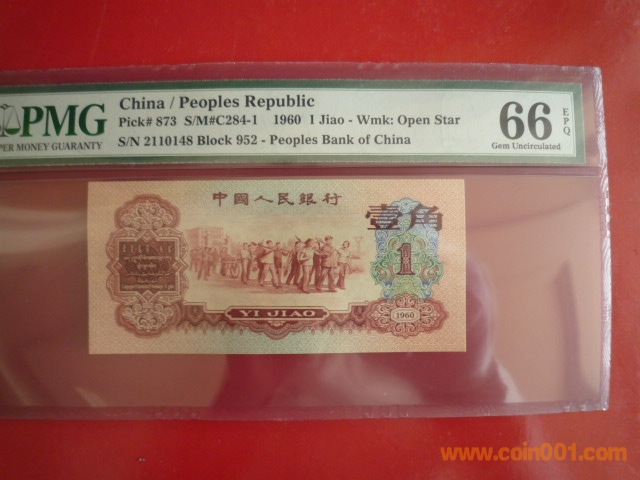 PMG
PER MONEY GUARANTY
China / Peoples Republic
Pick# 873 S/M#C284-1 1960 1 Jiao - Wmk: Open Star
S/N 2110148 Block 952 - Peoples Bank of China
66 EPQ
Gem Uncirculated
中國人民銀行
壹角
1
YI JIAO
1960
www.coin001.com